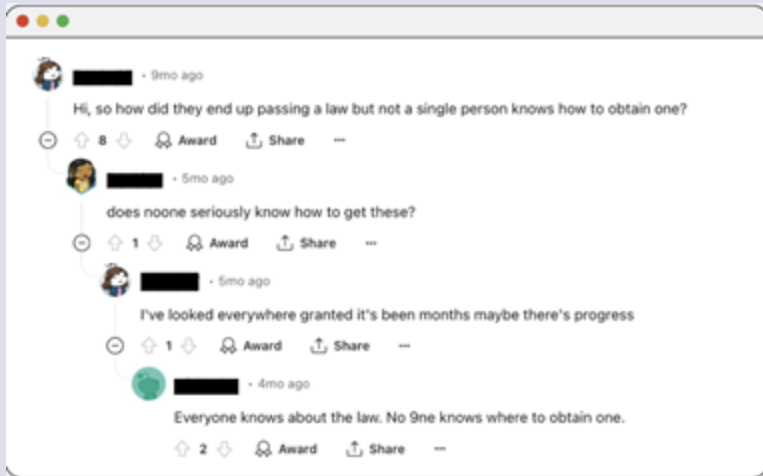 • 9mo ago
Hi, so how did they end up passing a law but not a single person knows how to obtain one?
8 Award Share ...
• 5mo ago
does noone seriously know how to get these?
1 Award Share ...
• 5mo ago
I've looked everywhere granted it's been months maybe there's progress
1 Award Share ...
• 4mo ago
Everyone knows about the law. No 9ne knows where to obtain one.
2 Award Share ...